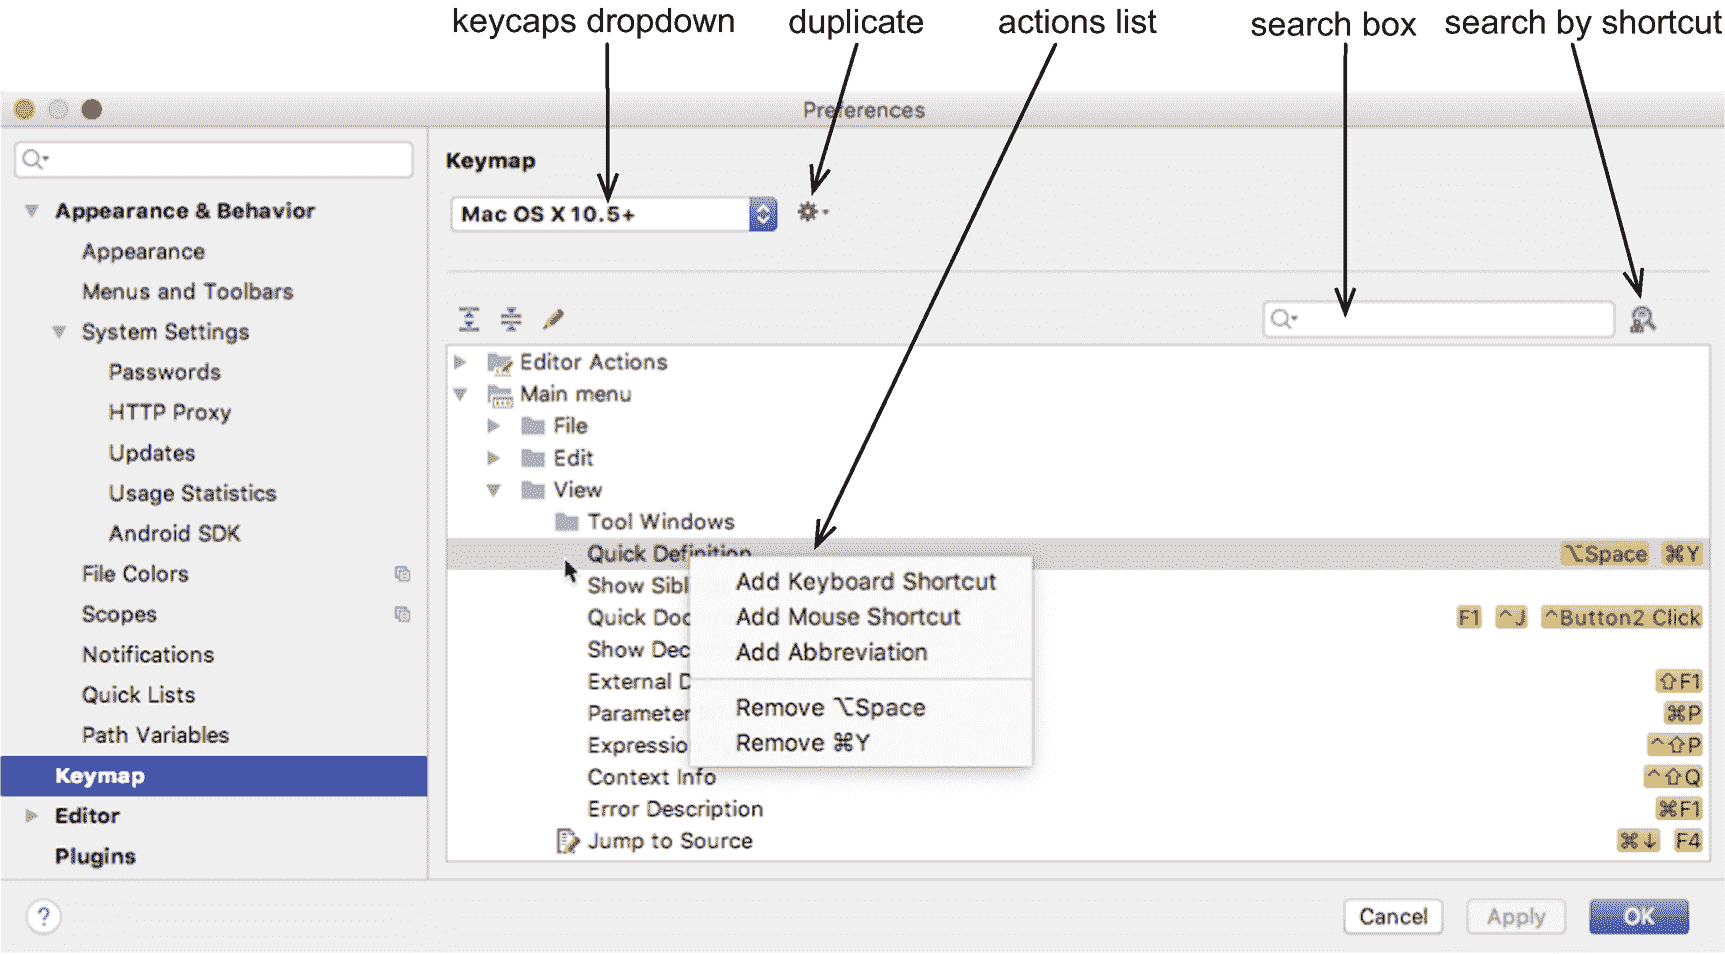 keycaps dropdown duplicate actions list search box search by shortcut
Preferences
Keymap
Mac OS X 10.5+
Appearance & Behavior
Appearance
Menus and Toolbars
System Settings
Passwords
HTTP Proxy
Updates
Usage Statistics
Android SDK
File Colors
Scopes
Notifications
Quick Lists
Path Variables
Keymap
Editor
Plugins
Editor Actions
Main menu
File
Edit
View
Tool Windows
Quick Definition ⌥Space ⌘Y
Show Sibl
Quick Doc F1 ^J ^Button2 Click
Show Dec
External D ⇧F1
Parameter ⌘P
Expressio ^⇧P
Context Info ^⇧Q
Error Description ⌘F1
Jump to Source ⌘↓ F4
Add Keyboard Shortcut
Add Mouse Shortcut
Add Abbreviation
Remove ⌥Space
Remove ⌘Y
? Cancel Apply OK